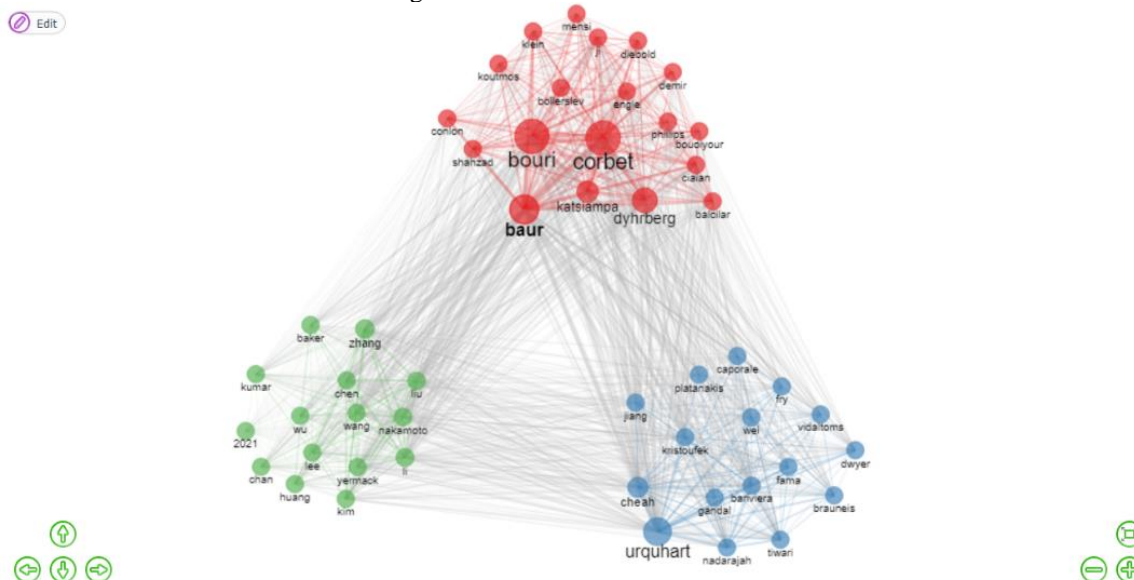 Edit
mensi
klein
ji
diebold
koutmos
demir
bollerslev
engle
conlon
phillips
bouoiyour
bouri
corbet
shahzad
ciaian
katsiampa
dyhrberg
balcilar
baur
baker
zhang
caporale
platanakis
kumar
chen
liu
fry
jiang
wu
wang
nakamoto
wei
vidaltoms
2021
kristoufek
lee
li
dwyer
chan
yermack
fama
huang
cheah
bariviera
kim
gandal
brauneis
urquhart
nadarajah
tiwari